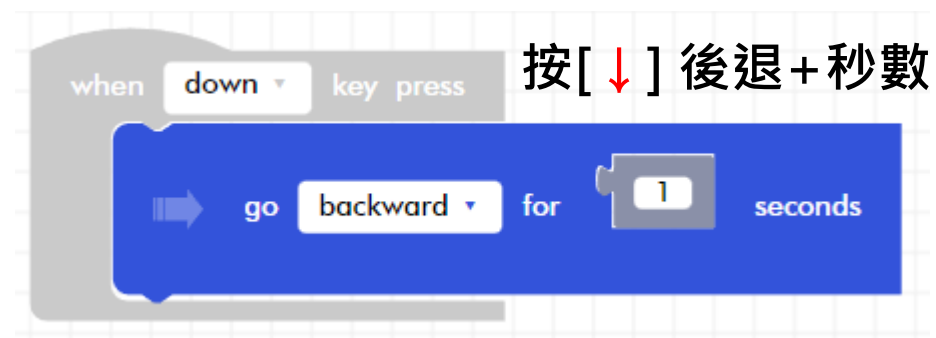 按[↓] 後退+秒數
when down key press
go backward for 1 seconds